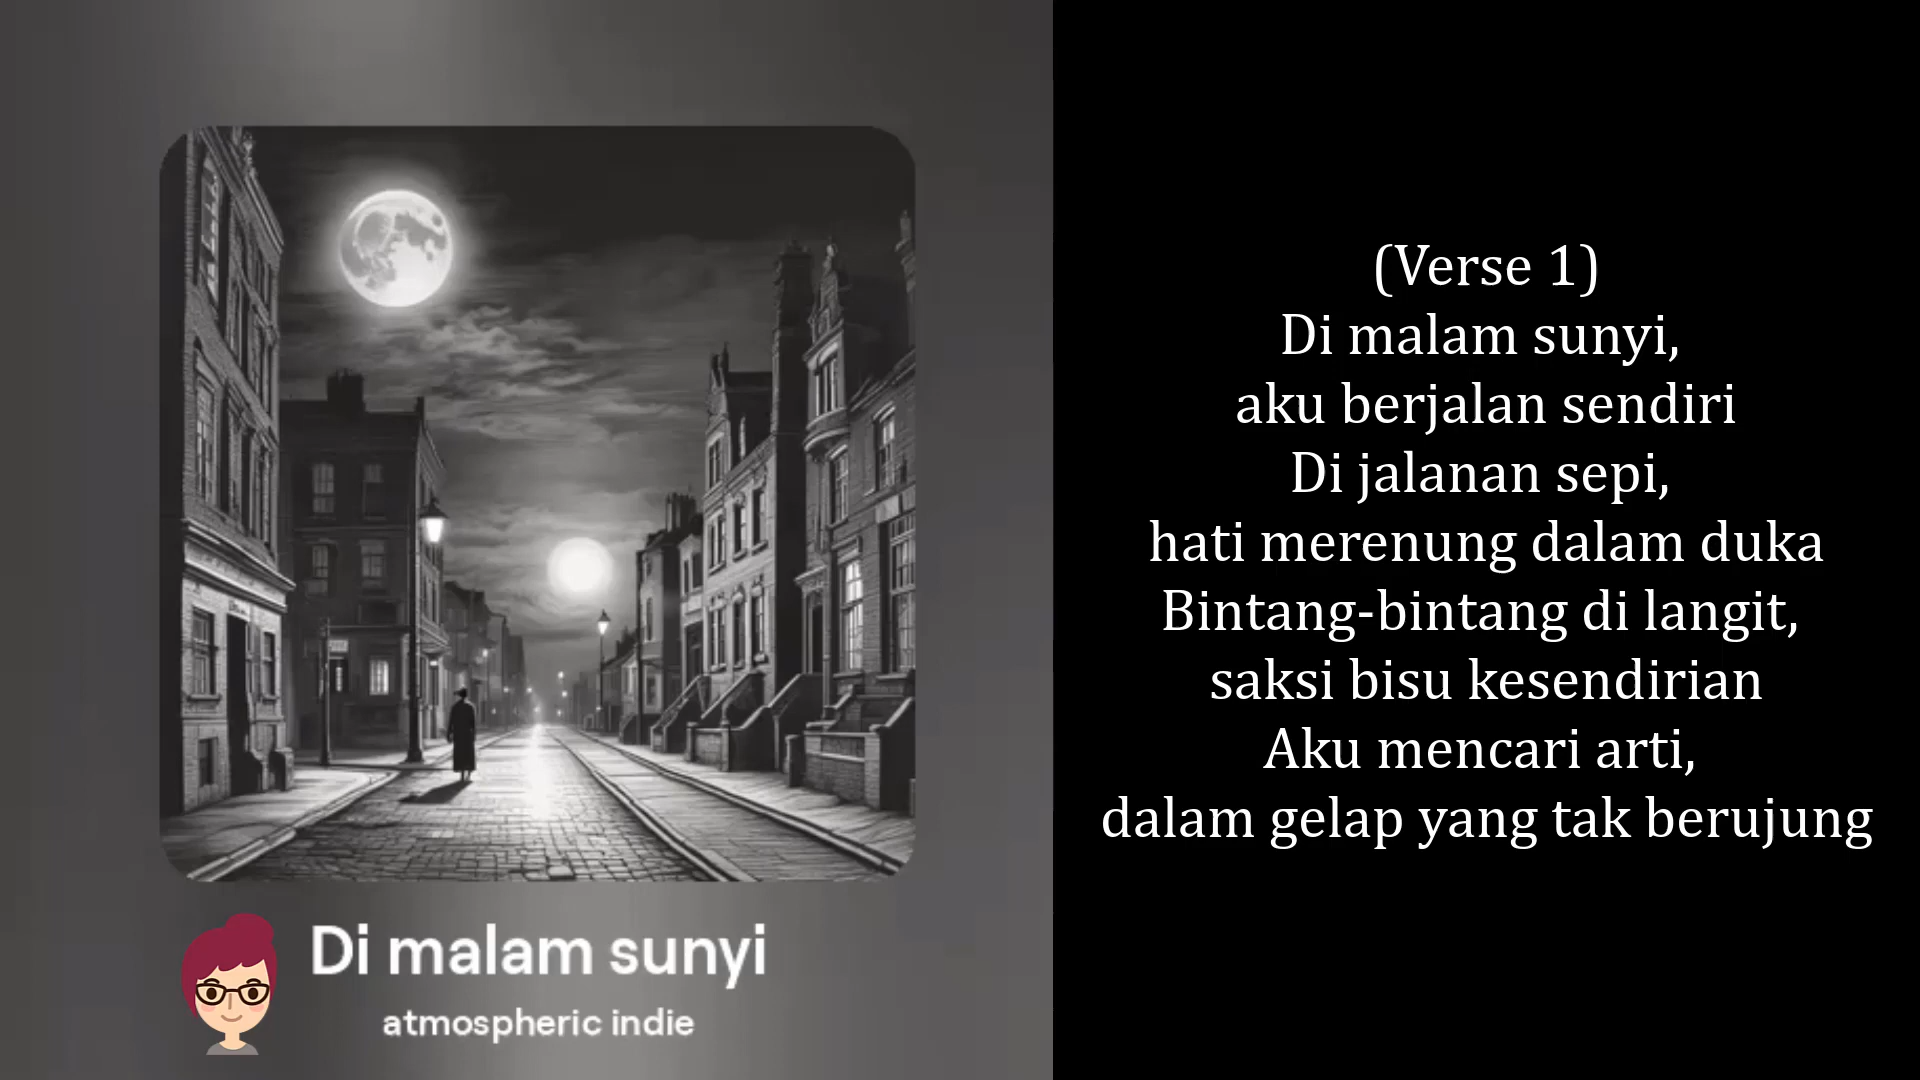 Di malam sunyi
atmospheric indie
(Verse 1)
Di malam sunyi,
aku berjalan sendiri
Di jalanan sepi,
hati merenung dalam duka
Bintang-bintang di langit,
saksi bisu kesendirian
Aku mencari arti,
dalam gelap yang tak berujung